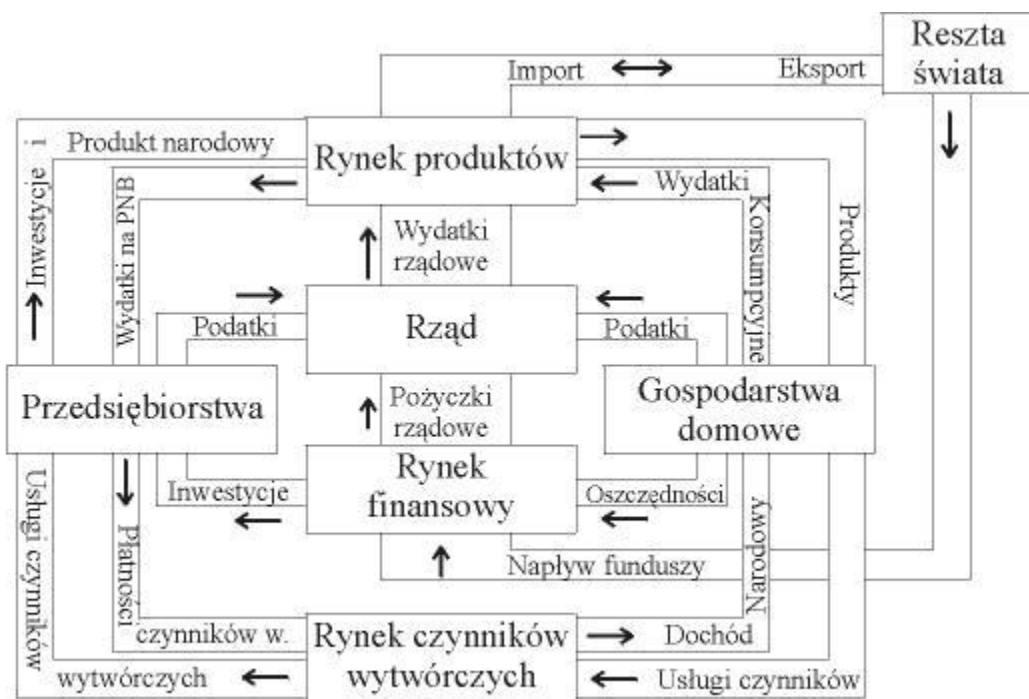 Reszta
świata
Import
Eksport
Produkt narodowy
Rynek produktów
Wydatki
Inwestycje i
Wydatki na PNB
Wydatki
rządowe
Konsumpcyjne
Produkty
Podatki
Rząd
Podatki
Przedsiębiorstwa
Pożyczki
rządowe
Gospodarstwa
domowe
Rynek
finansowy
Inwestycje
Oszczędności
Usługi czynników
Płatności
Narodowy
Napływ funduszy
czynników w.
Rynek czynników
wytwórczych
Dochód
wytwórczych
Usługi czynników